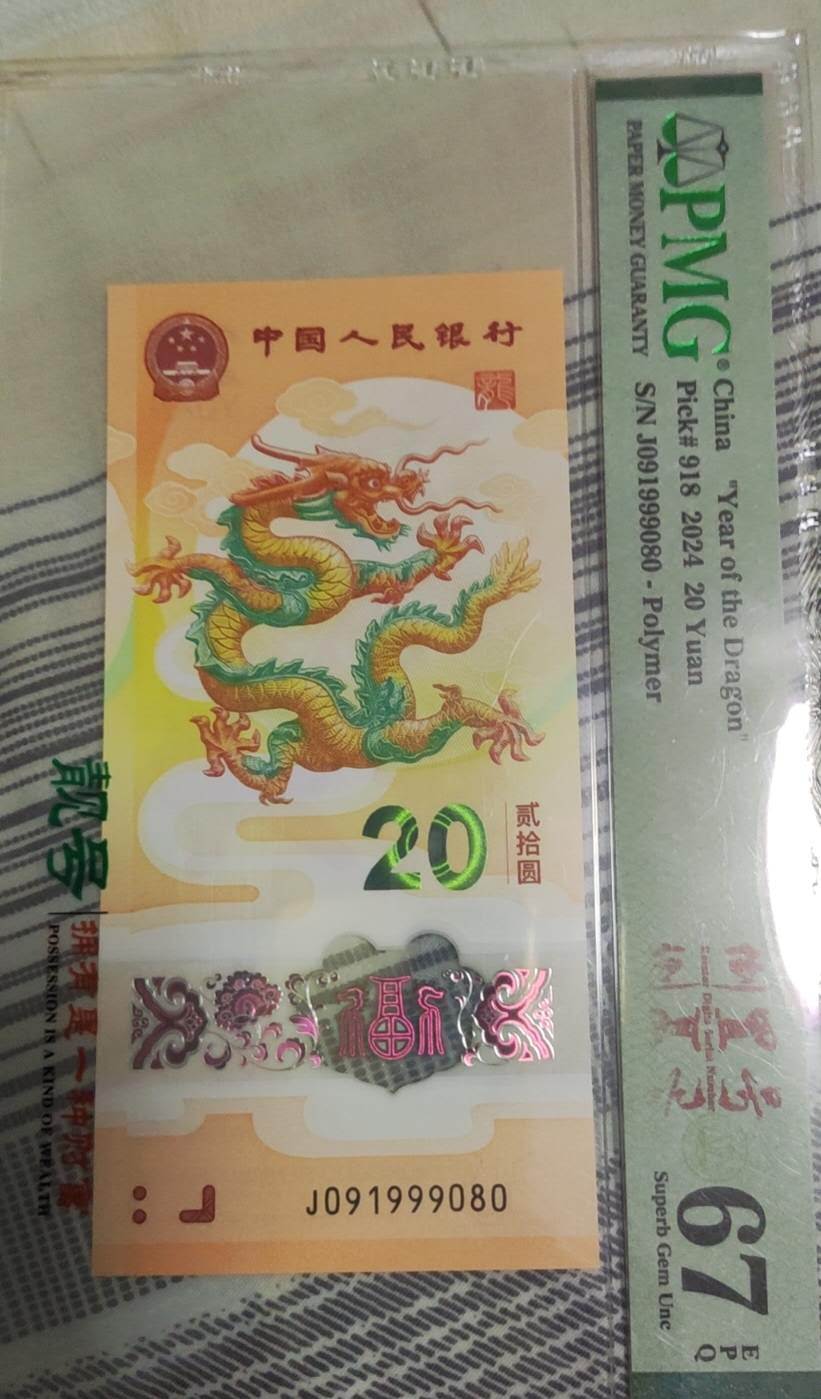 中国人民银行
龍
贰拾圆
20
福
J091999080
PMG®
PAPER MONEY GUARANTY
China "Year of the Dragon"
Pick# 918 2024 20 Yuan
S/N J091999080 - Polymer
67
EPQ
Superb Gem Unc
靓号
拥有是一种财富
POSSESSION IS A KIND OF WEALTH